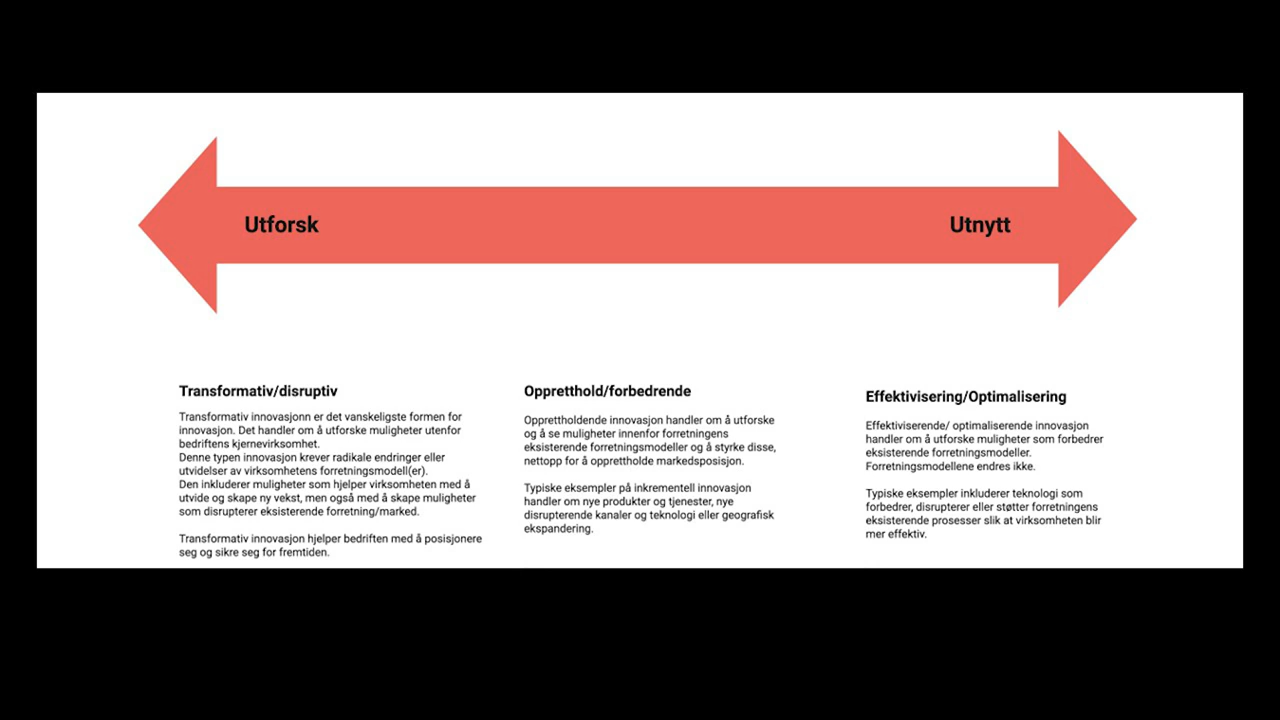 Utforsk
Utnytt
Transformativ/disruptiv
Transformativ innovasjonn er det vanskeligste formen for
innovasjon. Det handler om å utforske muligheter utenfor
bedriftens kjernevirksomhet.
Denne typen innovasjon krever radikale endringer eller
utvidelser av virksomhetens forretningsmodell(er).
Den inkluderer muligheter som hjelper virksomheten med å
utvide og skape ny vekst, men også med å skape muligheter
som disrupterer eksisterende forretning/marked.
Transformativ innovasjon hjelper bedriften med å posisjonere
seg og sikre seg for fremtiden.
Opprettholdt/forbedrende
Opprettholdende innovasjon handler om å utforske
og å se muligheter innenfor forretningens
eksisterende forretningsmodeller og å styrke disse,
nettopp for å opprettholde markedsposisjon.
Typiske eksempler på inkrementell innovasjon
handler om nye produkter og tjenester, nye
disrupterende kanaler og teknologi eller geografisk
ekspandering.
Effektivisering/Optimalisering
Effektiviserende/ optimaliserende innovasjon
handler om å utforske muligheter som forbedrer
eksisterende forretningsmodeller.
Forretningsmodellene endres ikke.
Typiske eksempler inkluderer teknologi som
forbedrer, disrupterer eller støtter forretningens
eksisterende prosesser slik at virksomheten blir
mer effektiv.